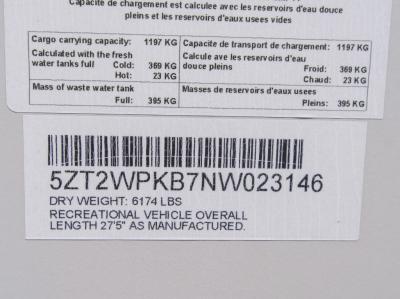 Capacite de chargement est calculee avec les reservoirs d'eau douce
pleins et les reservoirs d'eaux usees vides
Cargo carrying capacity: 1197 KG
Calculated with the fresh
water tanks full Cold: 369 KG
Hot: 23 KG
Mass of waste water tank
Full: 395 KG
Capacite de transport de chargement: 1197 KG
Calcule ave les reservoirs d'eau
douce pleins Froid: 369 KG
Chaud: 23 KG
Masses de reservoirs d'eaux usees
Pleins: 395 KG
5ZT2WPKB7NW023146
DRY WEIGHT: 6174 LBS
RECREATIONAL VEHICLE OVERALL
LENGTH 27'5" AS MANUFACTURED.